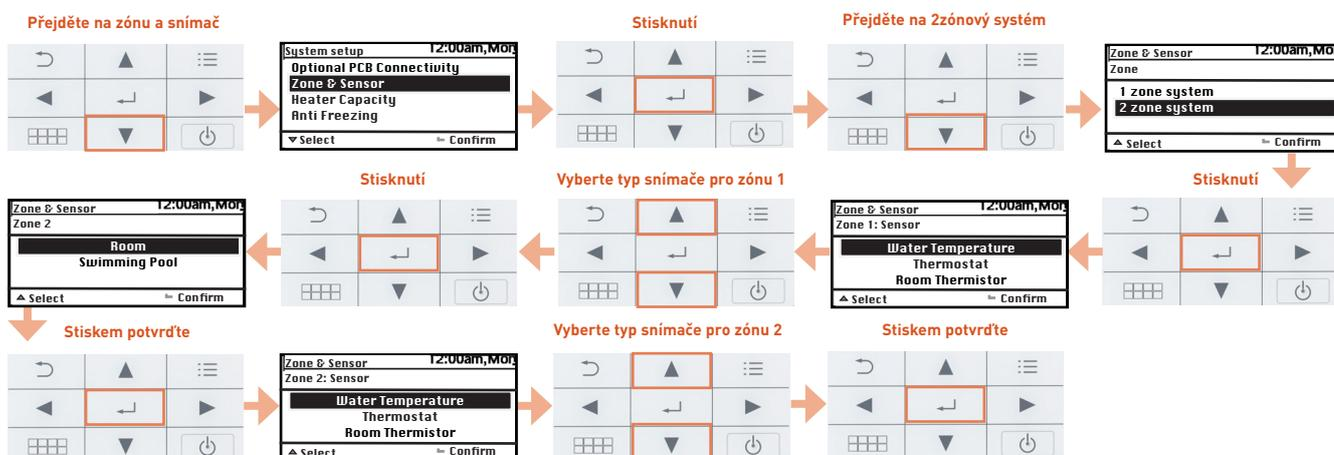 Přejděte na zónu a snímač
System setup 12:00am,Mon
Optional PCB Connectivity
Zone & Sensor
Heater Capacity
Anti Freezing
Select Confirm
Stisknutí
Přejděte na 2zónový systém
Zone & Sensor 12:00am,Mo
Zone
1 zone system
2 zone system
Select Confirm
Stisknutí
Zone & Sensor 12:00am,Mon
Zone 1: Sensor
Water Temperature
Thermostat
Room Thermistor
Select Confirm
Vyberte typ snímače pro zónu 1
Stisknutí
Zone & Sensor 12:00am,Mon
Zone 2
Room
Swimming Pool
Select Confirm
Stiskem potvrďte
Zone & Sensor 12:00am,Mon
Zone 2: Sensor
Water Temperature
Thermostat
Room Thermistor
Select Confirm
Vyberte typ snímače pro zónu 2
Stiskem potvrďte